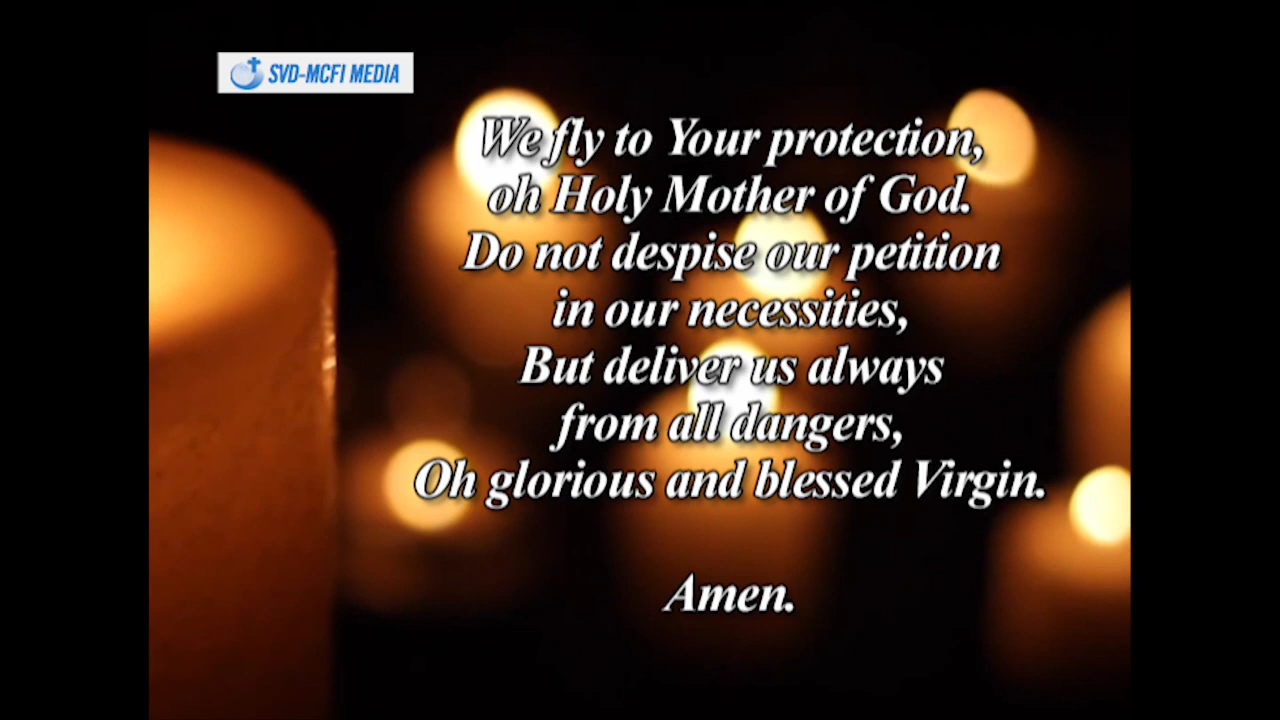 SVD-MCFI MEDIA
We fly to Your protection,
oh Holy Mother of God.
Do not despise our petition
in our necessities,
But deliver us always
from all dangers,
Oh glorious and blessed Virgin.
Amen.